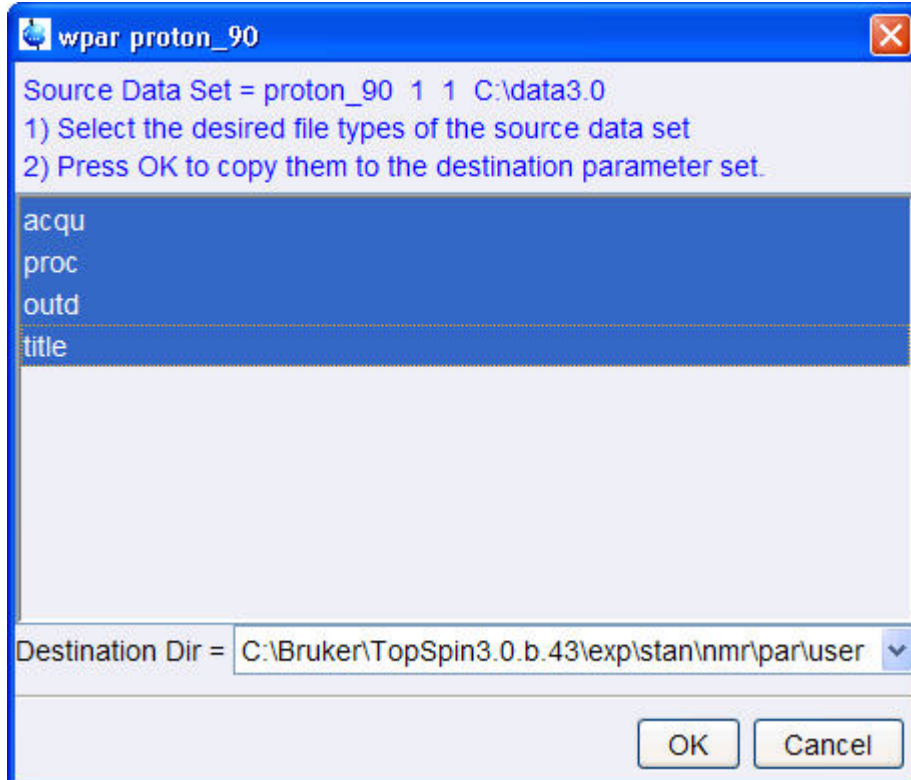 wpar proton_90
Source Data Set = proton_90 1 1 C:\data3.0
1) Select the desired file types of the source data set
2) Press OK to copy them to the destination parameter set.
acqu
proc
outd
title
Destination Dir = C:\Bruker\TopSpin3.0.b.43\exp\stan\nmr\par\user
OK Cancel